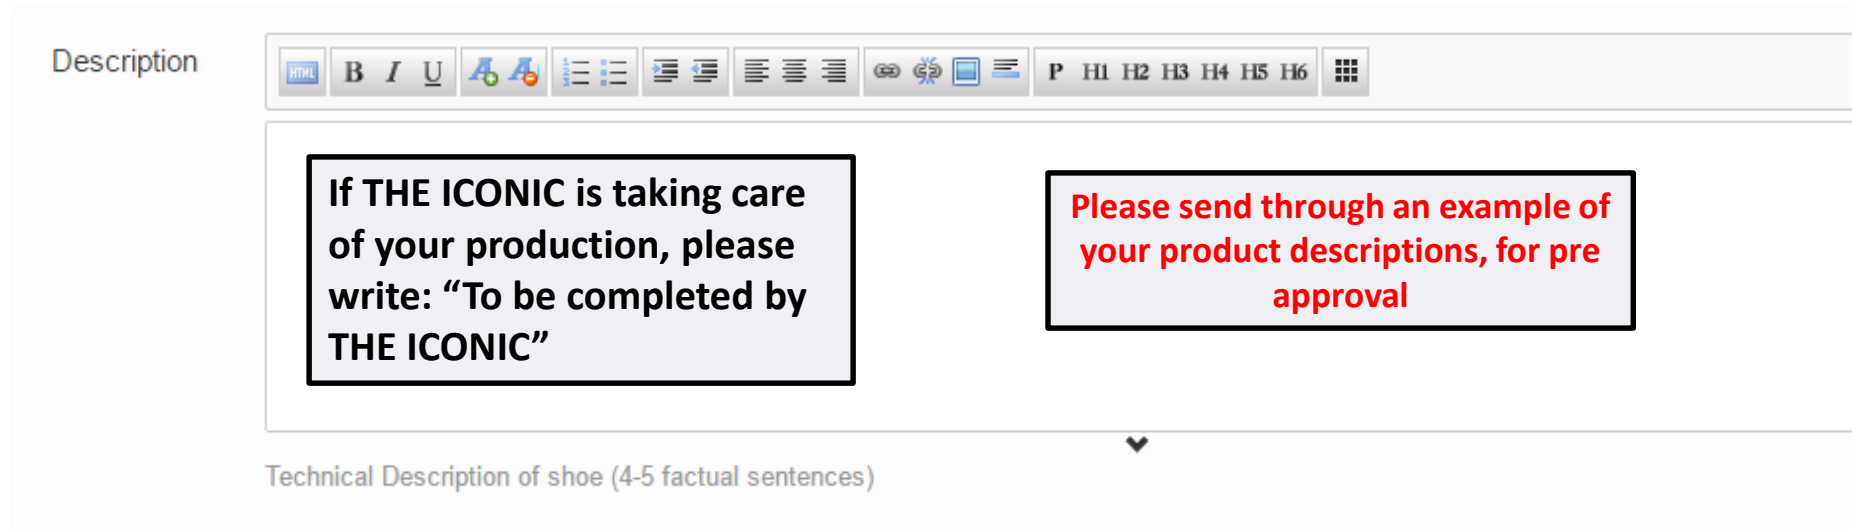 Description
HTML B I U P H1 H2 H3 H4 H5 H6
If THE ICONIC is taking care
of your production, please
write: “To be completed by
THE ICONIC”
Please send through an example of
your product descriptions, for pre
approval
Technical Description of shoe (4-5 factual sentences)